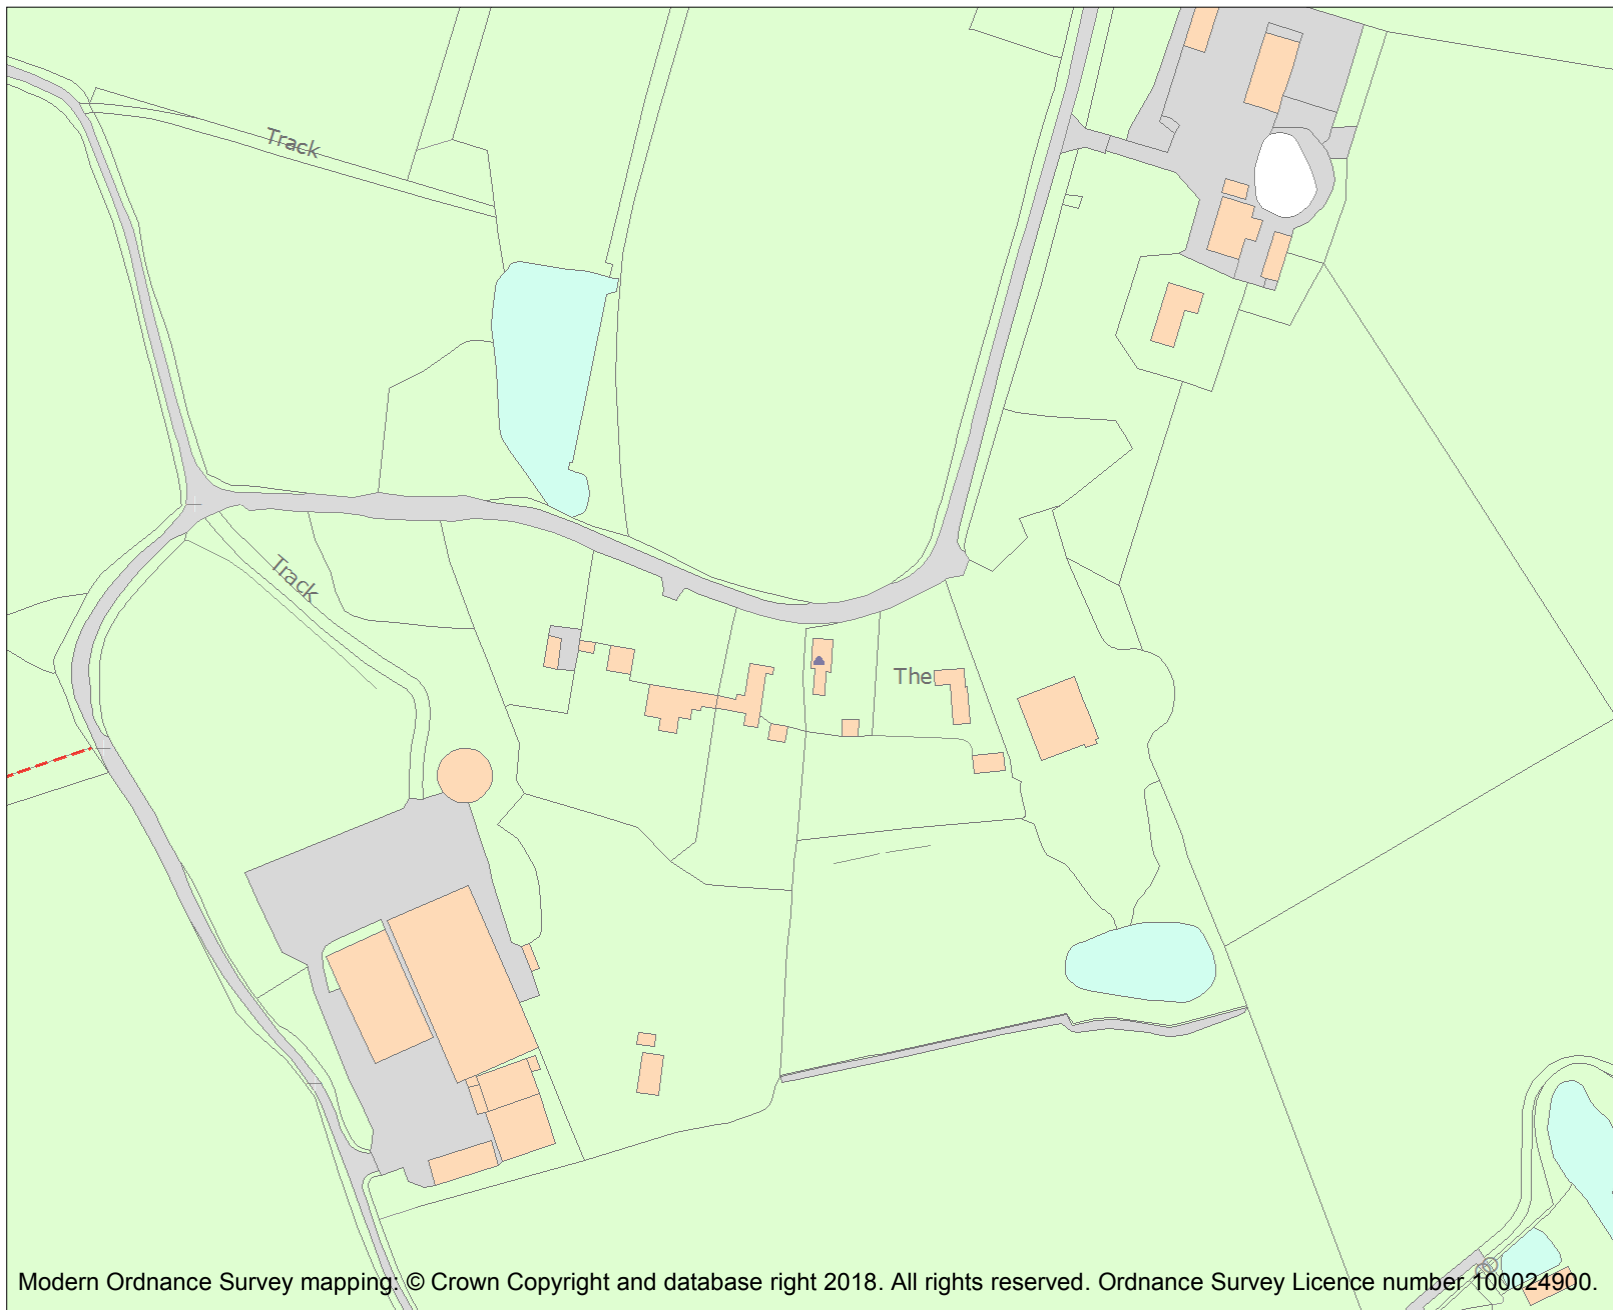 Track
Track
The
Modern Ordnance Survey mapping: © Crown Copyright and database right 2018. All rights reserved. Ordnance Survey Licence number 100024900.